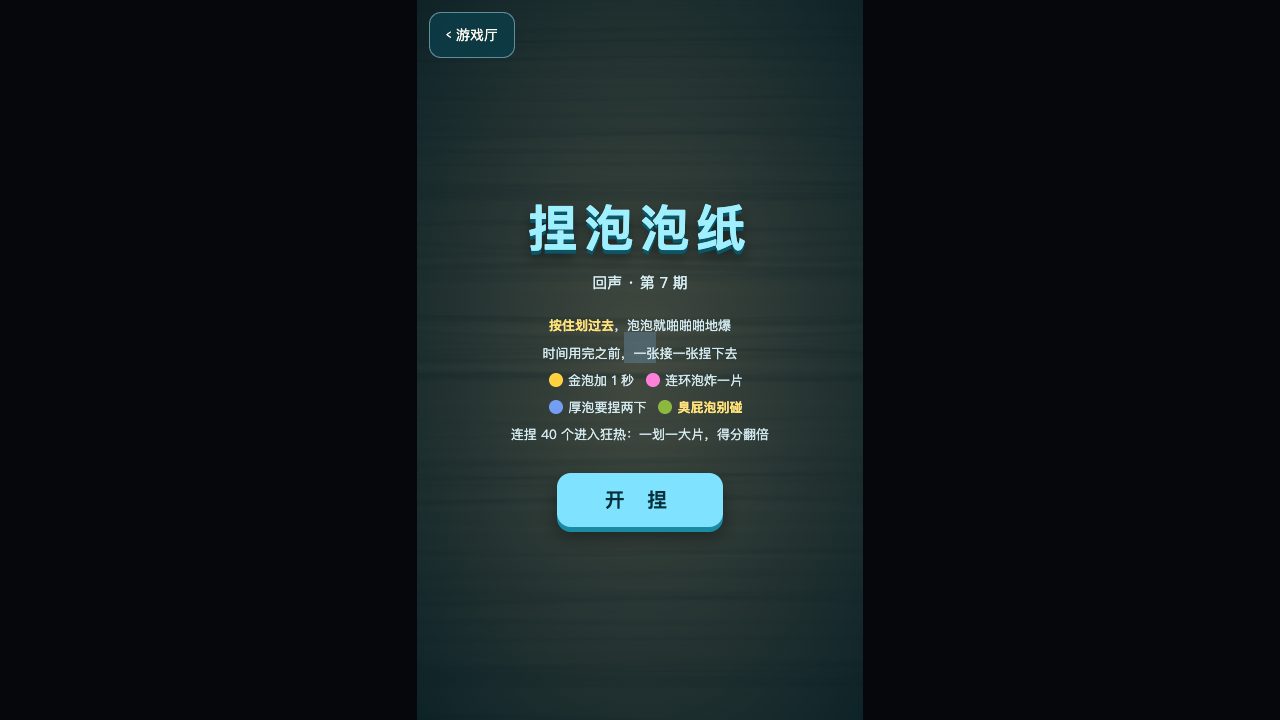 < 游戏厅
捏泡泡纸
回声 · 第 7 期
按住划过去，泡泡就啪啪啪地爆
时间用完之前，一张接一张捏下去
金泡加 1 秒 连环泡炸一片
厚泡要捏两下 臭屁泡别碰
连捏 40 个进入狂热：一划一大片，得分翻倍
开 捏